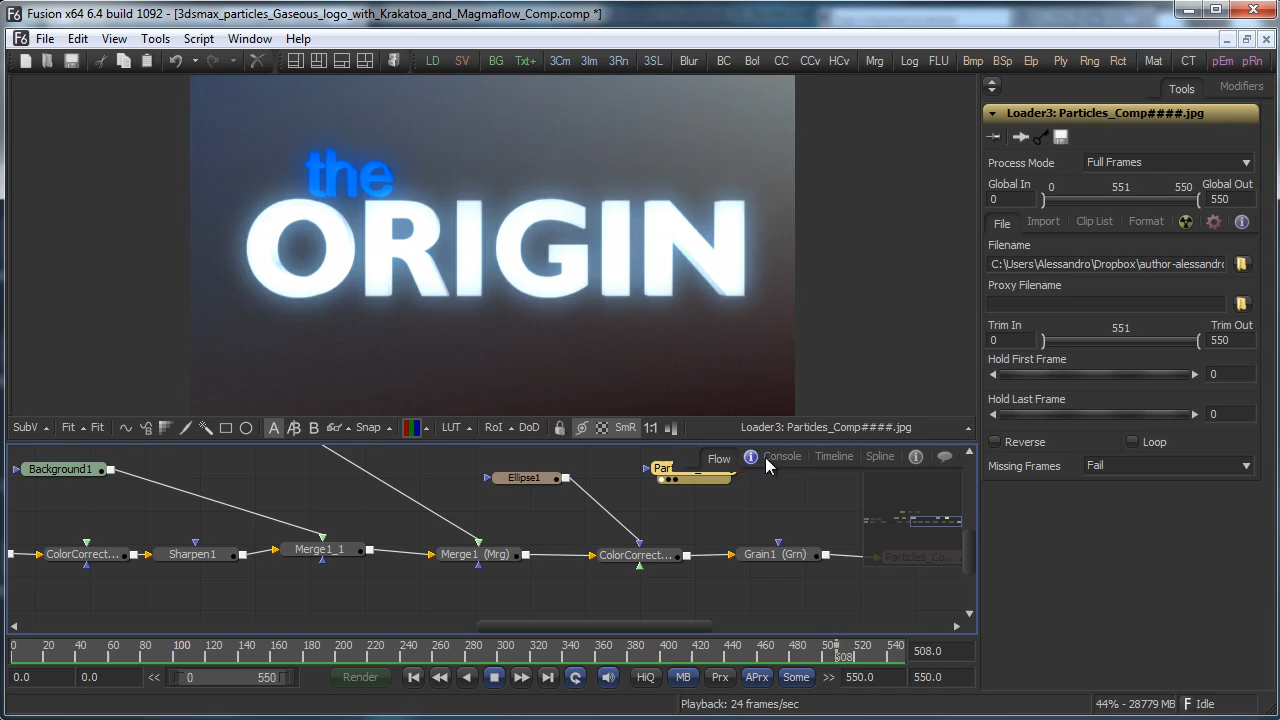 Fusion x64 6.4 build 1092 - [3dsmax_particles_Gaseous_logo_with_Krakatoa_and_Magmaflow_Comp.comp *]
File Edit View Tools Script Window Help
LD SV BG Txt+ 3Cm 3Im 3Rn 3SL Blur BC Bol CC CCv HCv Mrg Log FLU Bmp BSp Elp Ply Rng Rct Mat CT pEm pRn
Tools Modifiers
Loader3: Particles_Comp####.jpg
Process Mode Full Frames
Global In 0 551 550 Global Out
0 550
File Import Clip List Format
Filename
C:\Users\Alessandro\Dropbox\author-alessandro
Proxy Filename
Trim In 551 Trim Out
0 550
Hold First Frame
0
Hold Last Frame
0
Reverse Loop
Missing Frames Fail
the
ORIGIN
SubV Fit Fit Snap LUT RoI DoD SmR 1:1 Loader3: Particles_Comp####.jpg
Flow Console Timeline Spline
Background1 Ellipse1 Par
ColorCorrect... Sharpen1 Merge1_1 Merge1 (Mrg) ColorCorrect... Grain1 (Grn) Particles_Co...
0 20 40 60 80 100 120 140 160 180 200 220 240 260 280 300 320 340 360 380 400 420 440 460 480 50 520 540
508 508.0
0.0 0.0 << 0 550 Render HiQ MB Prx APrx Some >> 550.0 550.0
Playback: 24 frames/sec 44% - 28779 MB Idle